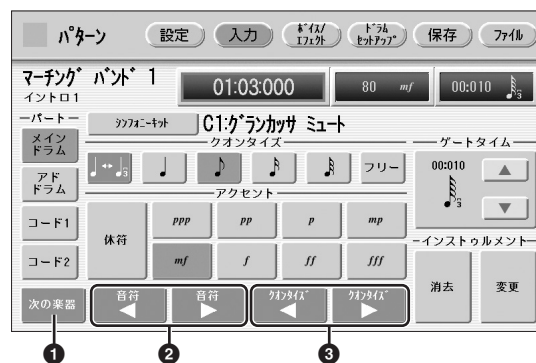 パターン 設定 入力 ボイス/エフェクト ドラムセットアップ 保存 ファイル
マーチングバンド 1 01:03:000 80 mf 00:010 3
イントロ1
パート シンフォニーキット C1:グランカッサ ミュート
クオンタイズ ゲートタイム
メインドラム 3 フリー 00:010 3
アクセント
アドドラム
コード1 休符 ppp pp p mp
インストゥルメント
コード2 mf f ff fff 消去 変更
次の楽器 音符 音符 クオンタイズ クオンタイズ
1 2 3